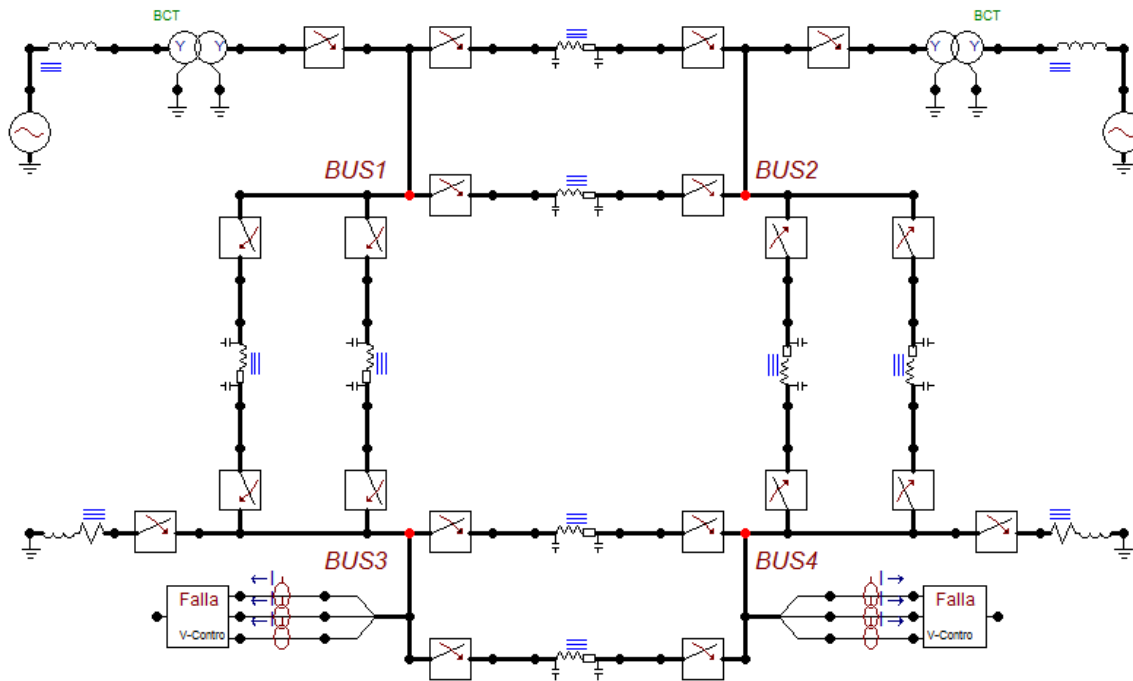 BCT
BCT
Y Y
Y Y
BUS1
BUS2
BUS3
BUS4
Falla
V-Contro
I
I
I
I
I
I
Falla
V-Contro